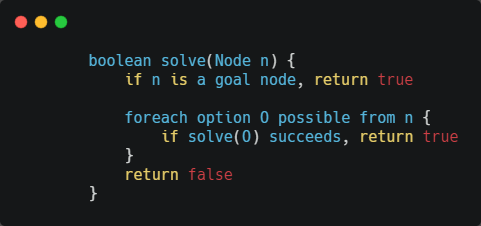 boolean solve(Node n) {
    if n is a goal node, return true

    foreach option O possible from n {
        if solve(O) succeeds, return true
    }
    return false
}